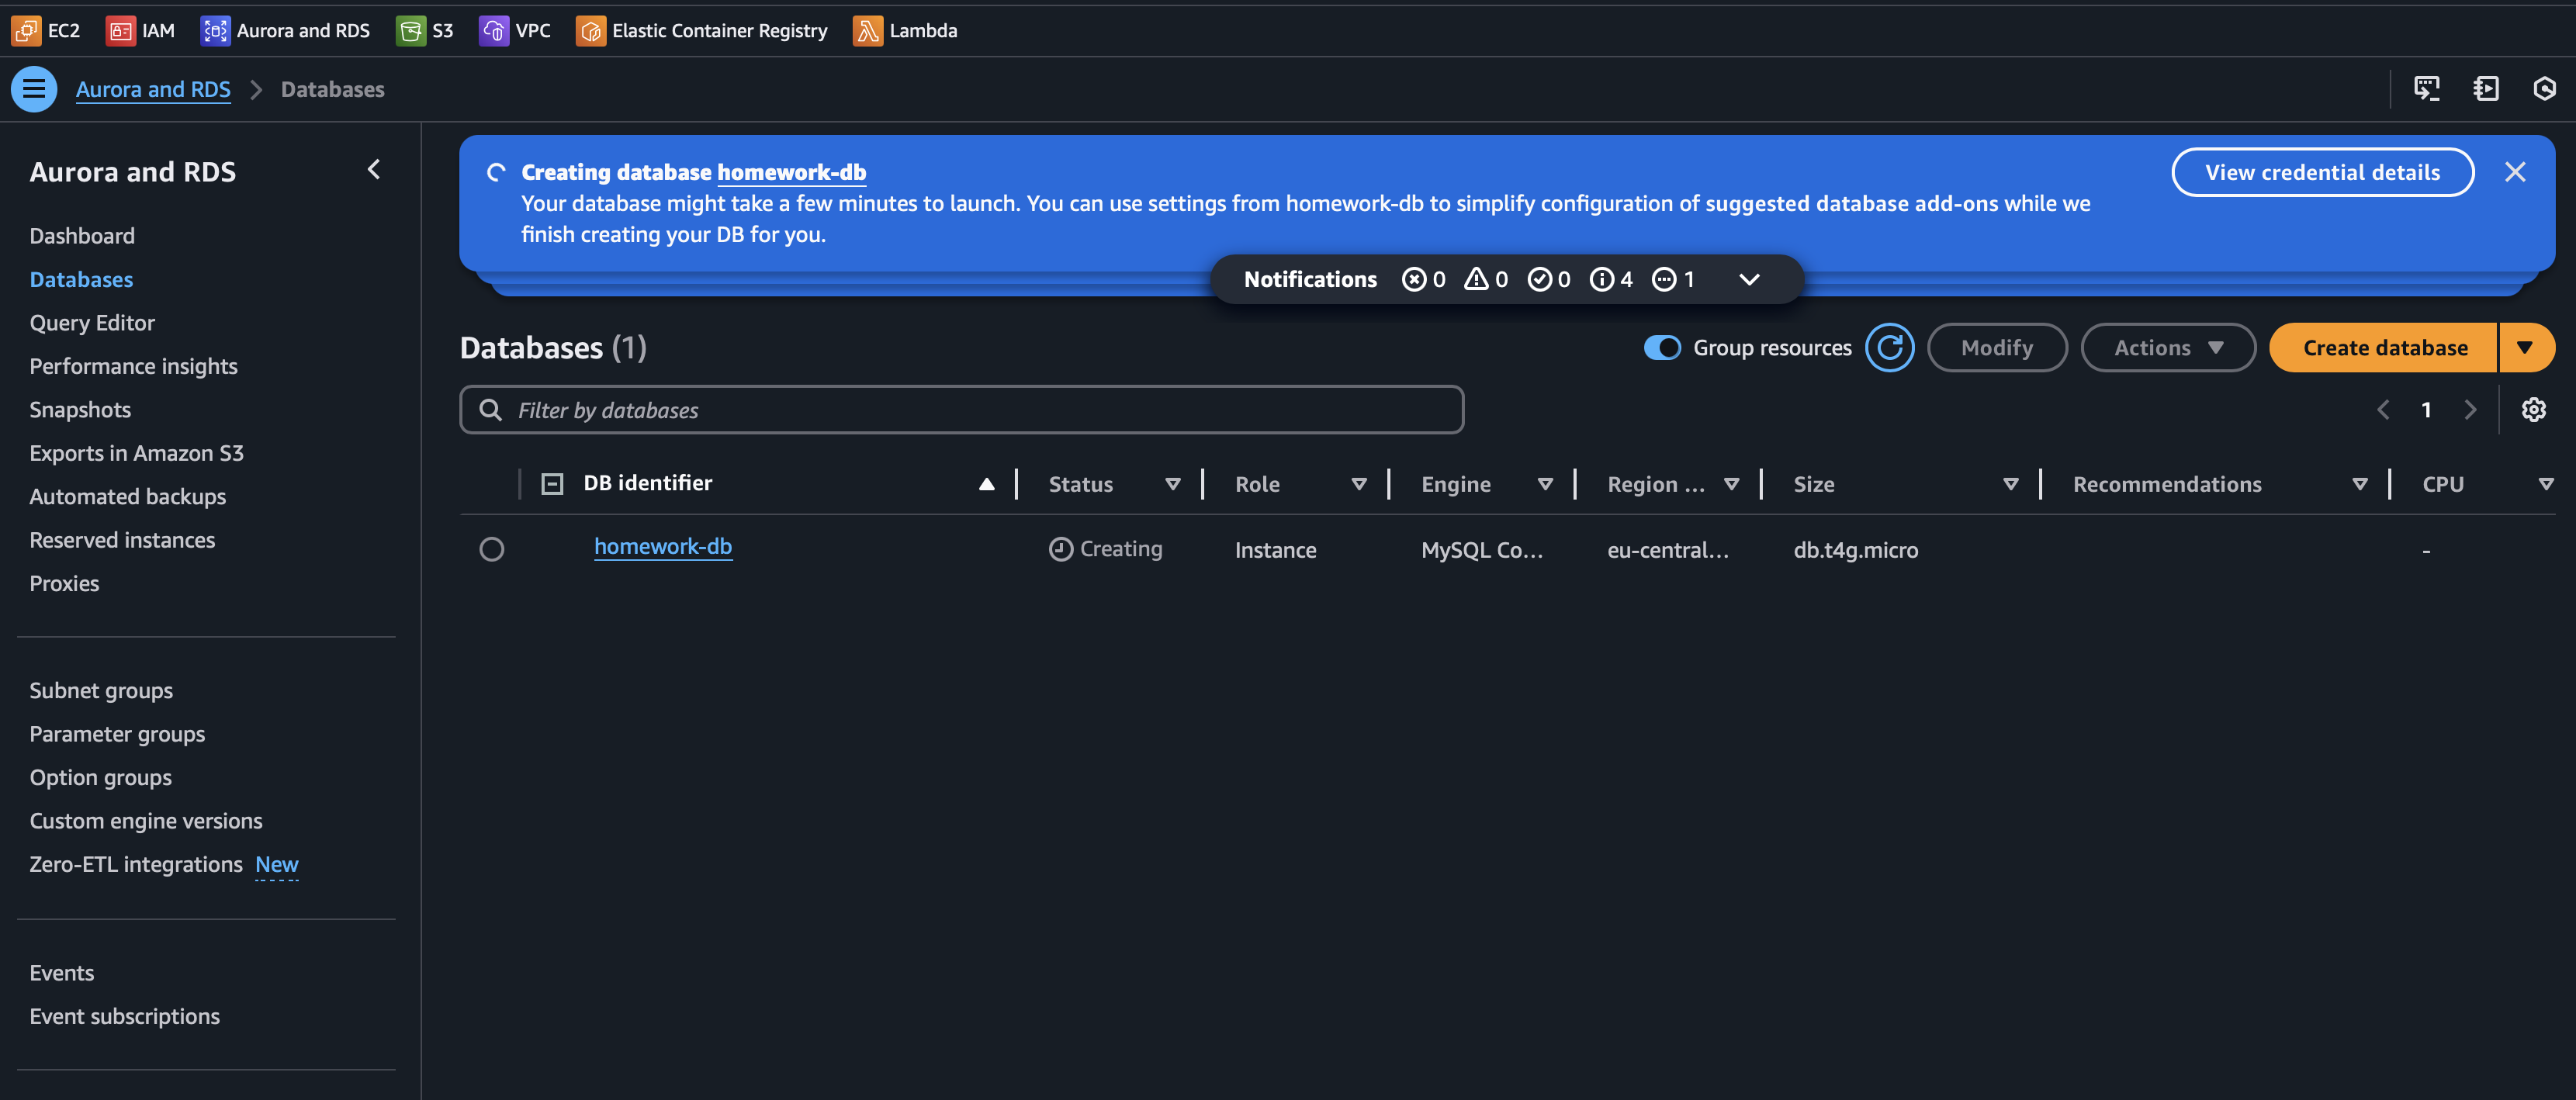 EC2 IAM Aurora and RDS S3 VPC Elastic Container Registry Lambda
Aurora and RDS Databases
Aurora and RDS
Dashboard
Databases
Query Editor
Performance insights
Snapshots
Exports in Amazon S3
Automated backups
Reserved instances
Proxies
Subnet groups
Parameter groups
Option groups
Custom engine versions
Zero-ETL integrations New
Events
Event subscriptions
Creating database homework-db
Your database might take a few minutes to launch. You can use settings from homework-db to simplify configuration of suggested database add-ons while we
finish creating your DB for you.
View credential details
Notifications 0 0 0 4 1
Databases (1)
Group resources Modify Actions Create database
Filter by databases
1
DB identifier Status Role Engine Region ... Size Recommendations CPU
homework-db Creating Instance MySQL Co... eu-central... db.t4g.micro -